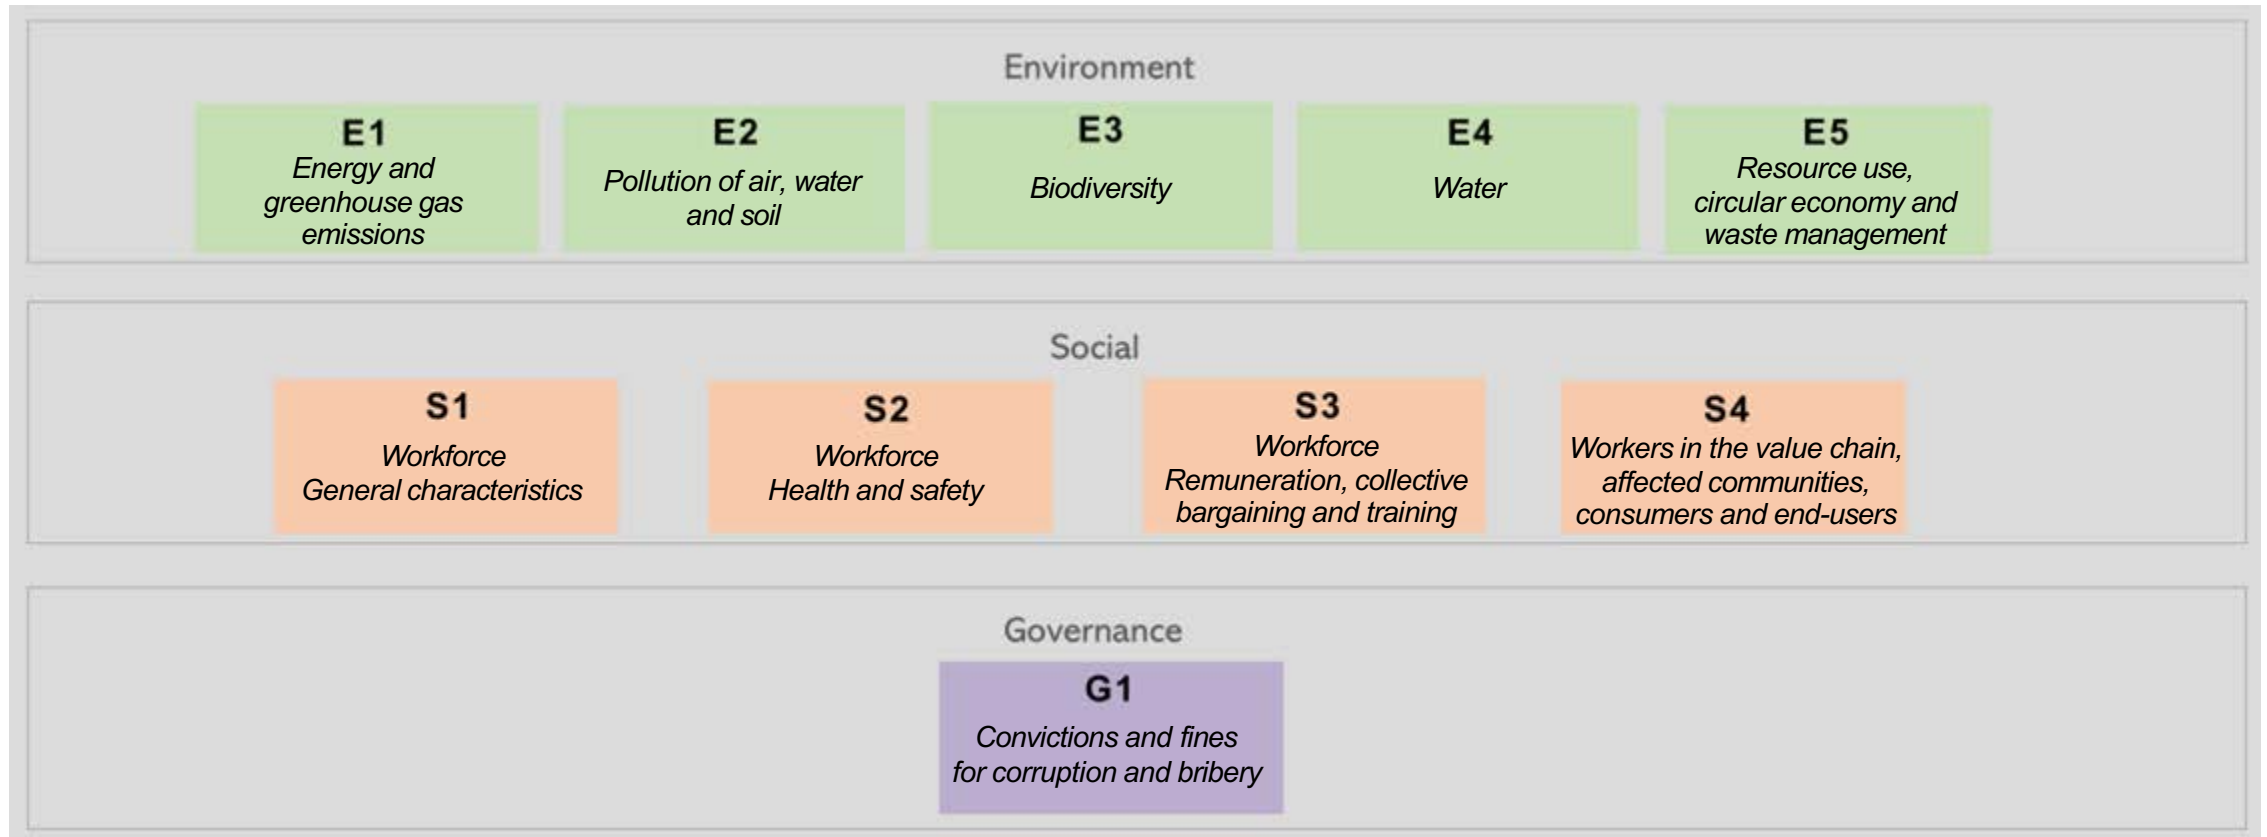 Environment
E1
Energy and
greenhouse gas
emissions
E2
Pollution of air, water
and soil
E3
Biodiversity
E4
Water
E5
Resource use,
circular economy and
waste management
Social
S1
Workforce
General characteristics
S2
Workforce
Health and safety
S3
Workforce
Remuneration, collective
bargaining and training
S4
Workers in the value chain,
affected communities,
consumers and end-users
Governance
G1
Convictions and fines
for corruption and bribery